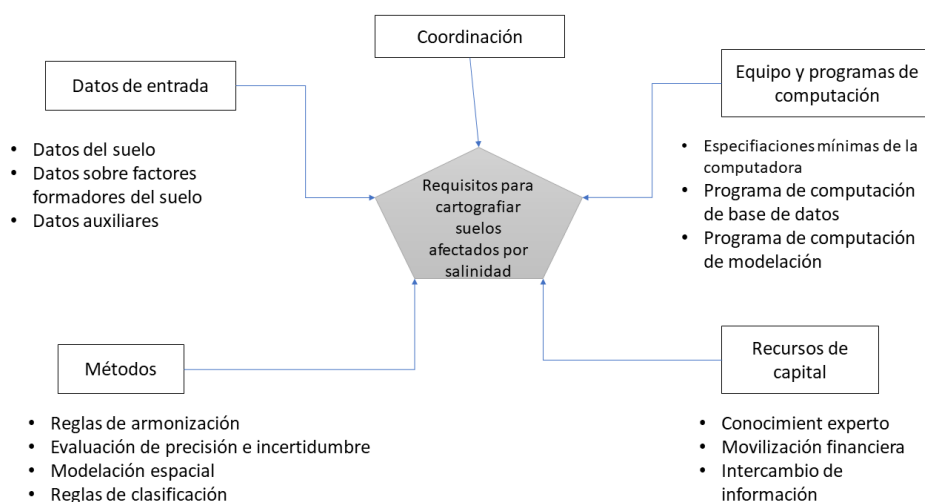 Coordinación
Datos de entrada
• Datos del suelo
• Datos sobre factores
formadores del suelo
• Datos auxiliares
Equipo y programas de
computación
• Especifiaciones mínimas de la
computadora
• Programa de computación
de base de datos
• Programa de computación
de modelación
Requisitos para
cartografiar
suelos
afectados por
salinidad
Métodos
• Reglas de armonización
• Evaluación de precisión e incertidumbre
• Modelación espacial
• Reglas de clasificación
Recursos de
capital
• Conocimient experto
• Movilización financiera
• Intercambio de
información